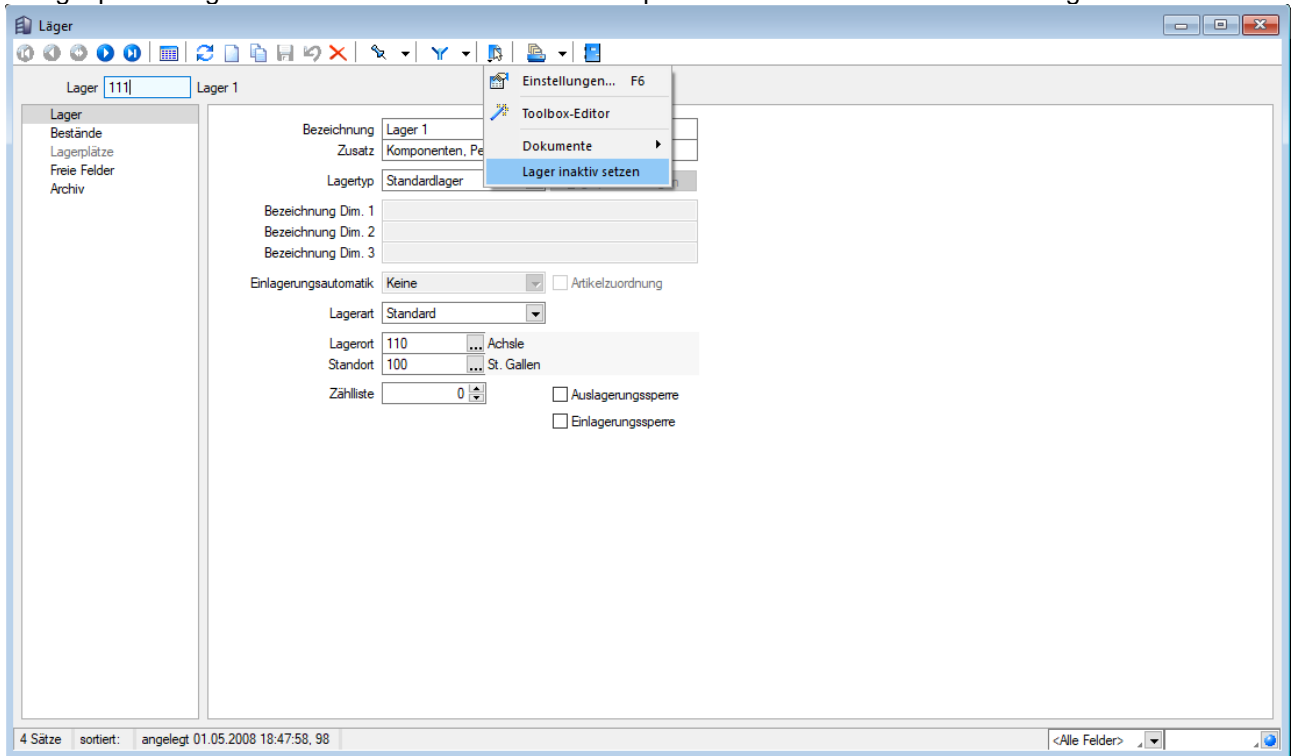 Läger
Lager 111 Lager 1
Einstellungen... F6
Toolbox-Editor
Dokumente
Lager inaktiv setzen
Lager
Bestände
Lagerplätze
Freie Felder
Archiv
Bezeichnung Lager 1
Zusatz Komponenten, Pe
Lagertyp Standardlager
Bezeichnung Dim. 1
Bezeichnung Dim. 2
Bezeichnung Dim. 3
Einlagerungsautomatik Keine Artikelzuordnung
Lagerart Standard
Lagerort 110 ... Achsle
Standort 100 ... St. Gallen
Zählliste 0 Auslagerungssperre
Einlagerungssperre
4 Sätze sortiert: angelegt 01.05.2008 18:47:58, 98 <Alle Felder>